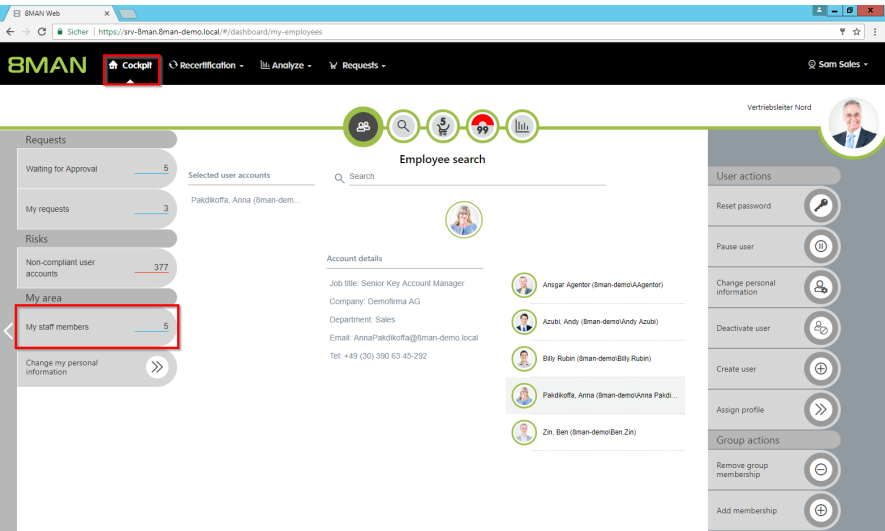 8MAN Web
Sicher | https://srv-8man.8man-demo.local/#/dashboard/my-employees
8MAN
Cockpit
Recertification
Analyze
Requests
Sam Sales
Vertriebsleiter Nord
5
99
Requests
Waiting for Approval 5
My requests 3
Risks
Non-compliant user
accounts 377
My area
My staff members 5
Change my personal
information
Selected user accounts
Pakdikoffa, Anna (8man-dem...
Employee search
Search
Account details
Job title: Senior Key Account Manager
Company: Demofirma AG
Department: Sales
Email: AnnaPakdikoffa@8man-demo.local
Tel: +49 (30) 390 63 45-292
Ansgar Agentor (8man-demo\AAgentor)
Azubi, Andy (8man-demo\Andy Azubi)
Billy Rubin (8man-demo\Billy.Rubin)
Pakdikoffa, Anna (8man-demo\Anna Pakdi...
Zin, Ben (8man-demo\Ben.Zin)
User actions
Reset password
Pause user
Change personal
information
Deactivate user
Create user
Assign profile
Group actions
Remove group
membership
Add membership